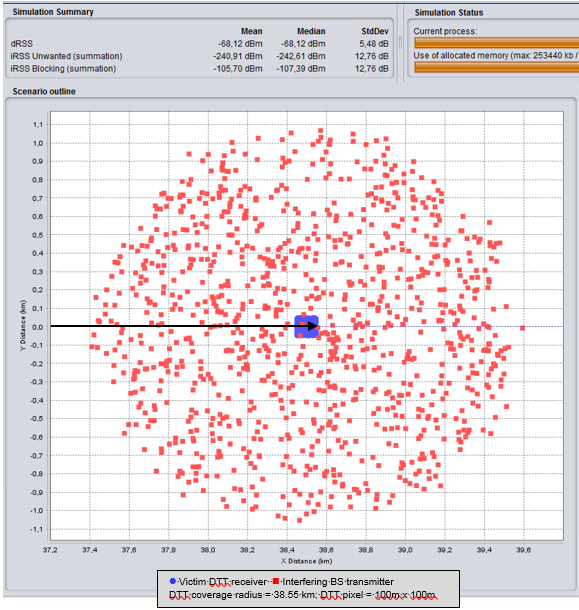 Simulation Summary
Mean Median StdDev
dRSS -68,12 dBm -68,12 dBm 5,48 dB
iRSS Unwanted (summation) -240,91 dBm -242,61 dBm 12,76 dB
iRSS Blocking (summation) -105,70 dBm -107,39 dBm 12,76 dB
Simulation Status
Current process:
Use of allocated memory (max: 253440 kb /
Scenario outline
1,1
1,0
0,9
0,8
0,7
0,6
0,5
0,4
0,3
0,2
0,1
0,0
-0,1
-0,2
-0,3
-0,4
-0,5
-0,6
-0,7
-0,8
-0,9
-1,0
-1,1
Y Distance (km)
37,2 37,4 37,6 37,8 38,0 38,2 38,4 38,6 38,8 39,0 39,2 39,4 39,6
X Distance (km)
Victim DTT receiver Interfering BS transmitter
DTT coverage radius = 38.55 km; DTT pixel = 100m x 100m